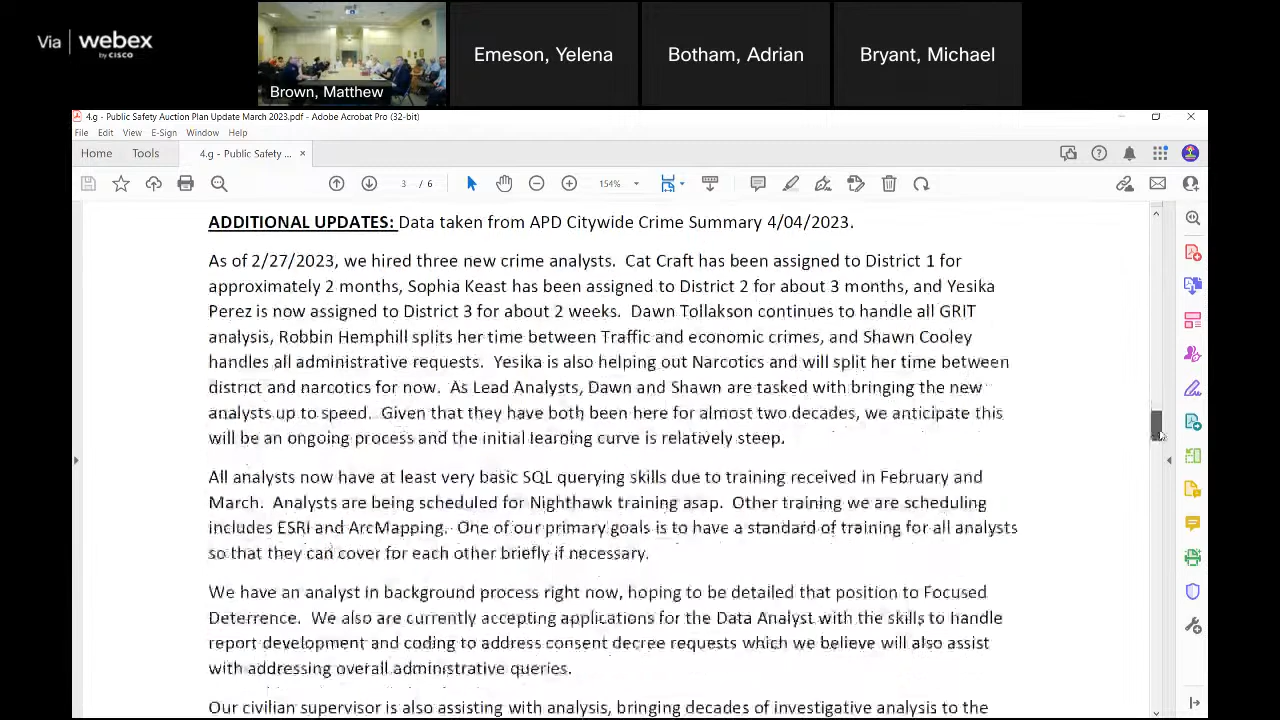 Via webex
by CISCO
Brown, Matthew
Emeson, Yelena
Botham, Adrian
Bryant, Michael
4.g - Public Safety Auction Plan Update March 2023.pdf - Adobe Acrobat Pro (32-bit)
File Edit View E-Sign Window Help
Home Tools 4.g - Public Safety ... ×
3 / 6 154%
ADDITIONAL UPDATES: Data taken from APD Citywide Crime Summary 4/04/2023.
As of 2/27/2023, we hired three new crime analysts. Cat Craft has been assigned to District 1 for
approximately 2 months, Sophia Keast has been assigned to District 2 for about 3 months, and Yesika
Perez is now assigned to District 3 for about 2 weeks. Dawn Tollakson continues to handle all GRIT
analysis, Robbin Hemphill splits her time between Traffic and economic crimes, and Shawn Cooley
handles all administrative requests. Yesika is also helping out Narcotics and will split her time between
district and narcotics for now. As Lead Analysts, Dawn and Shawn are tasked with bringing the new
analysts up to speed. Given that they have both been here for almost two decades, we anticipate this
will be an ongoing process and the initial learning curve is relatively steep.
All analysts now have at least very basic SQL querying skills due to training received in February and
March. Analysts are being scheduled for Nighthawk training asap. Other training we are scheduling
includes ESRI and ArcMapping. One of our primary goals is to have a standard of training for all analysts
so that they can cover for each other briefly if necessary.
We have an analyst in background process right now, hoping to be detailed that position to Focused
Deterrence. We also are currently accepting applications for the Data Analyst with the skills to handle
report development and coding to address consent decree requests which we believe will also assist
with addressing overall administrative queries.
Our civilian supervisor is also assisting with analysis, bringing decades of investigative analysis to the